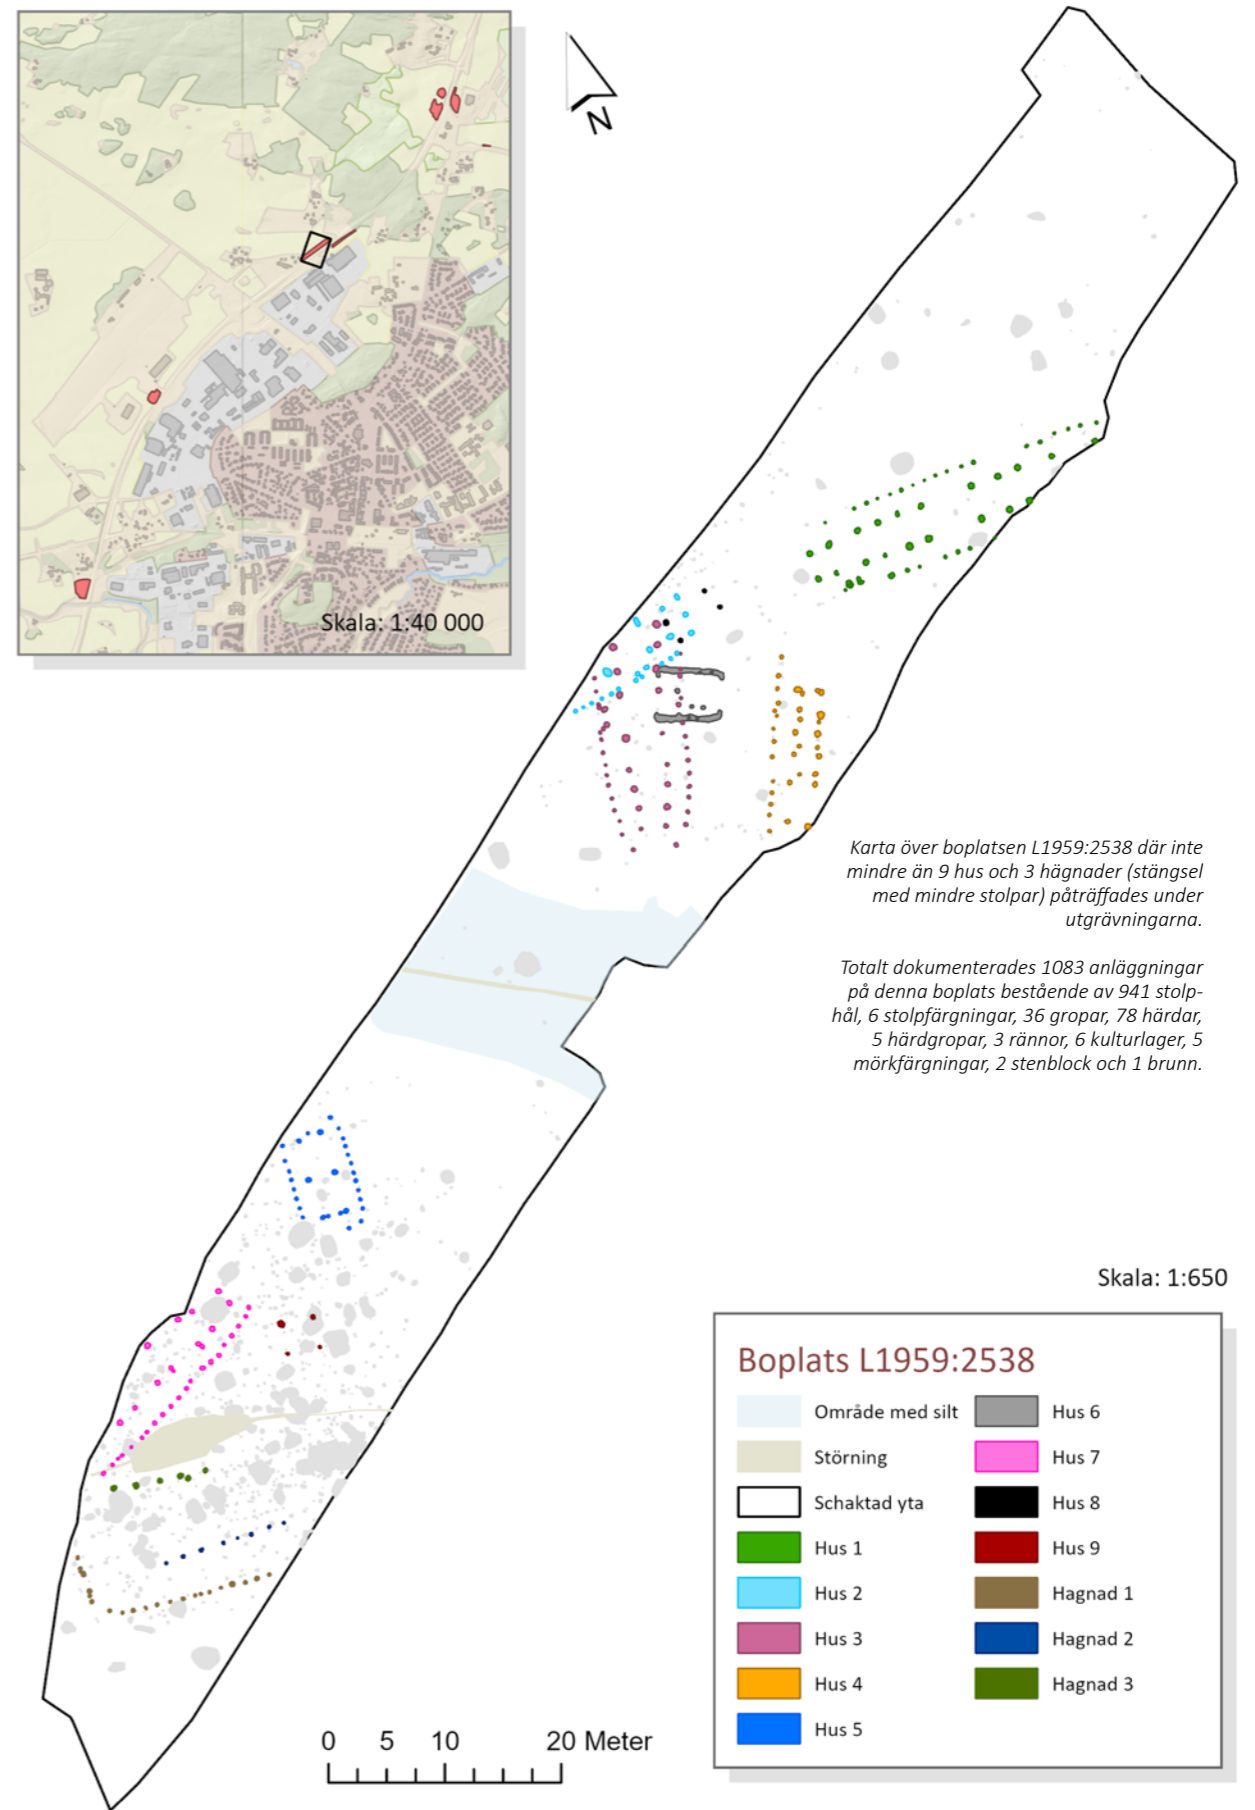 N
Skala: 1:40 000
Karta över boplatsen L1959:2538 där inte
mindre än 9 hus och 3 hägnader (stängsel
med mindre stolpar) påträffades under
utgrävningarna.
Totalt dokumenterades 1083 anläggningar
på denna boplats bestående av 941 stolp-
hål, 6 stolpfärgningar, 36 gropar, 78 härdar,
5 härdgropar, 3 rännor, 6 kulturlager, 5
mörkfärgningar, 2 stenblock och 1 brunn.
Skala: 1:650
Boplats L1959:2538
Område med silt
Störning
Schaktad yta
Hus 1
Hus 2
Hus 3
Hus 4
Hus 5
Hus 6
Hus 7
Hus 8
Hus 9
Hagnad 1
Hagnad 2
Hagnad 3
0 5 10 20 Meter